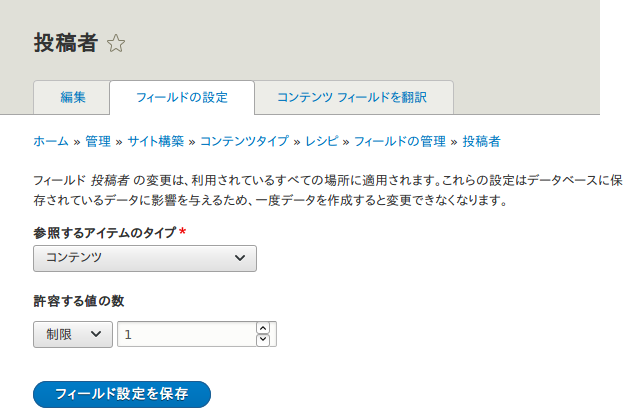 投稿者
編集 フィールドの設定 コンテンツ フィールドを翻訳
ホーム » 管理 » サイト構築 » コンテンツタイプ » レシピ » フィールドの管理 » 投稿者
フィールド 投稿者 の変更は、利用されているすべての場所に適用されます。これらの設定はデータベースに保
存されているデータに影響を与えるため、一度データを作成すると変更できなくなります。
参照するアイテムのタイプ*
コンテンツ
許容する値の数
制限 1
フィールド設定を保存